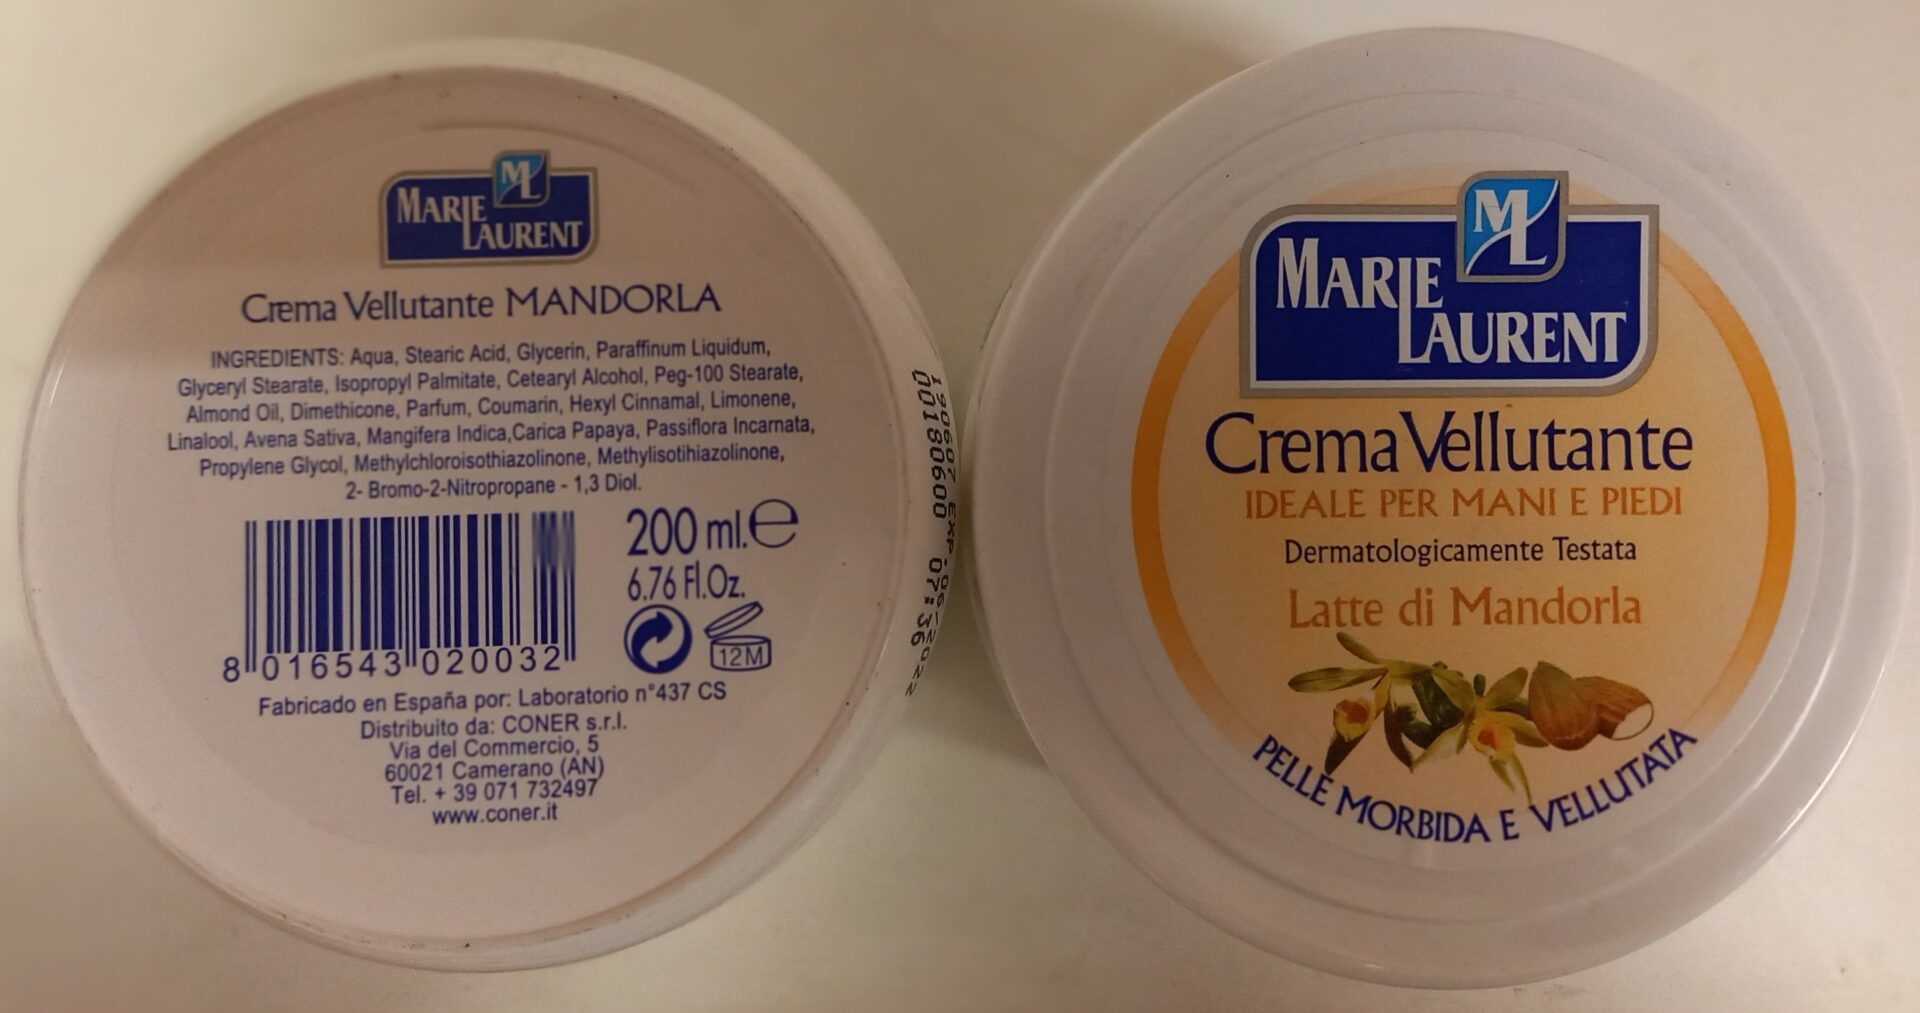 MARIE
ML
LAURENT
Crema Vellutante MANDORLA
INGREDIENTS: Aqua, Stearic Acid, Glycerin, Paraffinum Liquidum,
Glyceryl Stearate, Isopropyl Palmitate, Cetearyl Alcohol, Peg-100 Stearate,
Almond Oil, Dimethicone, Parfum, Coumarin, Hexyl Cinnamal, Limonene,
Linalool, Avena Sativa, Mangifera Indica,Carica Papaya, Passiflora Incarnata,
Propylene Glycol, Methylchloroisothiazolinone, Methylisotihiazolinone,
2- Bromo-2-Nitropropane - 1,3 Diol.
200 ml.℮
6.76 Fl.Oz.
12M
8 016543 020032
Fabricado en España por: Laboratorio n°437 CS
Distribuito da: CONER s.r.l.
Via del Commercio, 5
60021 Camerano (AN)
Tel. + 39 071 732497
www.coner.it
190607 EXP.06-2022
00180600 07:36
MARIE
ML
LAURENT
Crema Vellutante
IDEALE PER MANI E PIEDI
Dermatologicamente Testata
Latte di Mandorla
PELLE MORBIDA E VELLUTATA